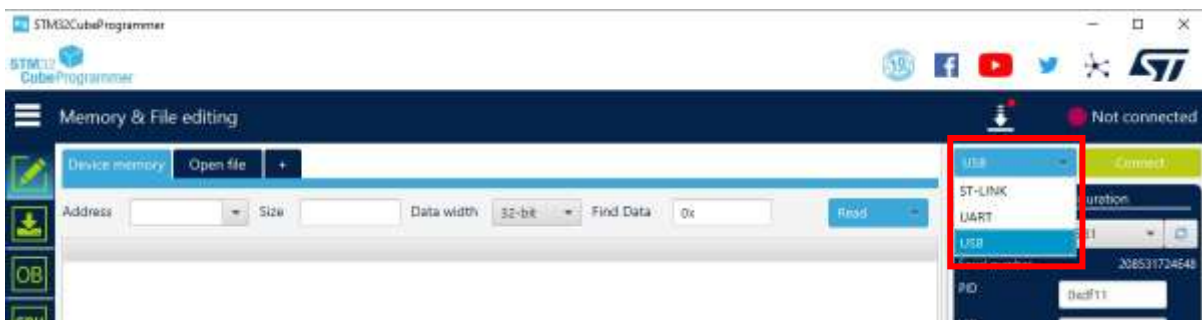 STM32CubeProgrammer
STM32
CubeProgrammer
Memory & File editing
Not connected
Device memory Open file +
USB Connect
ST-LINK
UART
USB
Address Size Data width 32-bit Find Data 0x Read
OB
208531724648
PID 0xdf11